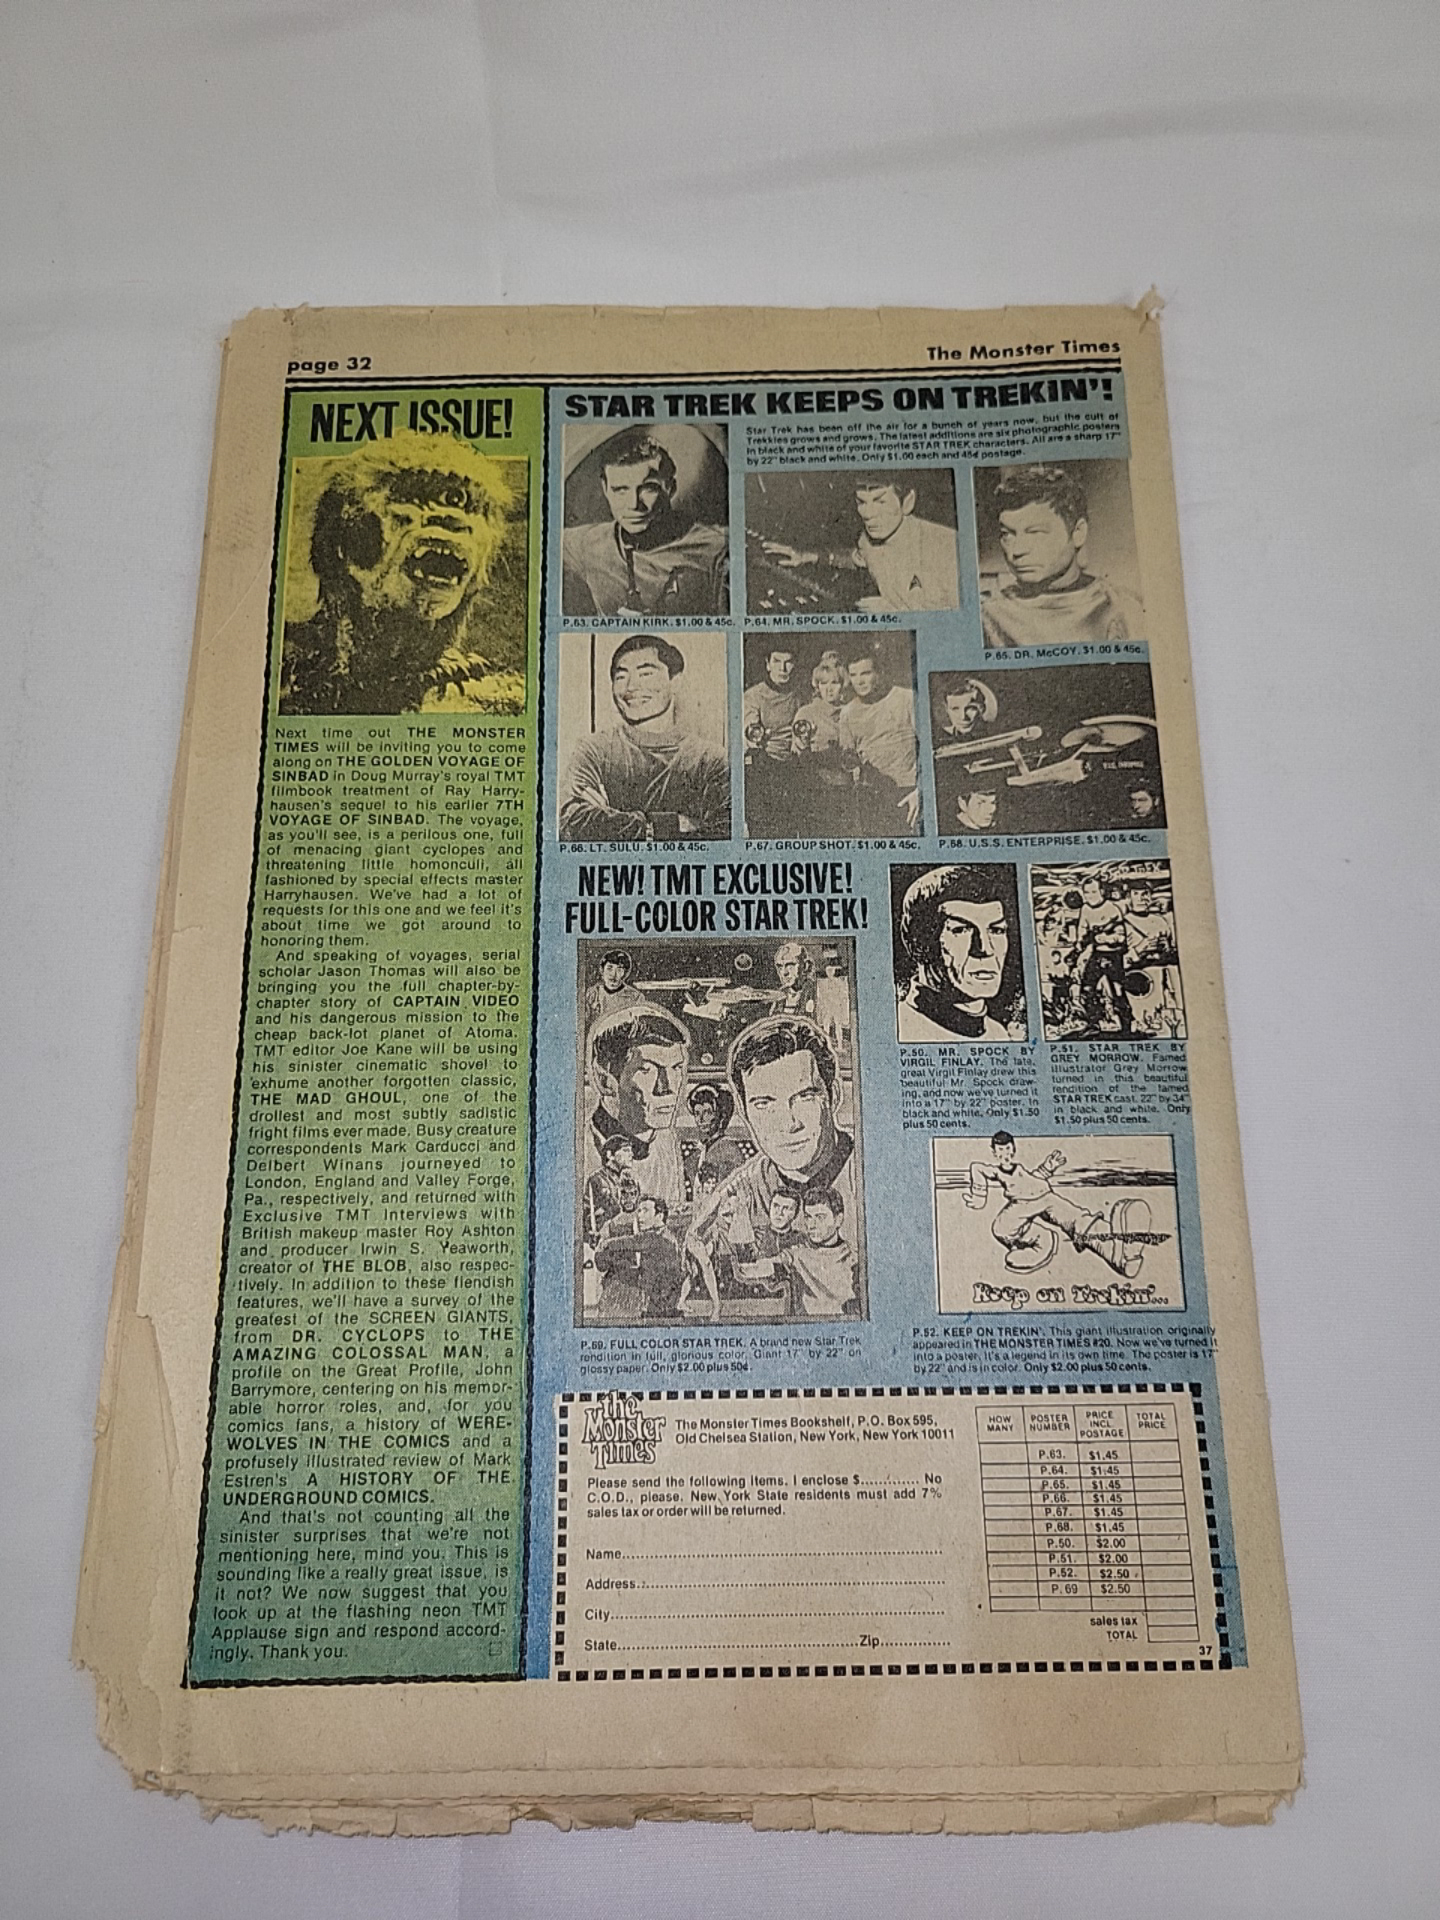 page 32
The Monster Times
NEXT ISSUE!
Next time out THE MONSTER
TIMES will be inviting you to come
along on THE GOLDEN VOYAGE OF
SINBAD in Doug Murray's royal TMT
filmbook treatment of Ray Harry-
hausen's sequel to his earlier 7TH
VOYAGE OF SINBAD. The voyage,
as you'll see, is a perilous one, full
of menacing giant cyclopes and
threatening little homonculi, all
fashioned by special effects master
Harryhausen. We've had a lot of
requests for this one and we feel it's
about time we got around to
honoring them.
And speaking of voyages, serial
scholar Jason Thomas will also be
bringing you the full chapter-by-
chapter story of CAPTAIN VIDEO
and his dangerous mission to the
cheap back-lot planet of Atoma.
TMT editor Joe Kane will be using
his sinister cinematic shovel to
exhume another forgotten classic,
THE MAD GHOUL, one of the
drollest and most subtly sadistic
fright films ever made. Busy creature
correspondents Mark Carducci and
Delbert Winans journeyed to
London, England and Valley Forge,
Pa., respectively, and returned with
Exclusive TMT Interviews with
British makeup master Roy Ashton
and producer Irwin S. Yeaworth,
creator of THE BLOB, also respec-
tively. In addition to these fiendish
features, we'll have a survey of the
greatest of the SCREEN GIANTS,
from DR. CYCLOPS to THE
AMAZING COLOSSAL MAN, a
profile on the Great Profile, John
Barrymore, centering on his memor-
able horror roles, and, for you
comics fans, a history of WERE-
WOLVES IN THE COMICS and a
profusely illustrated review of Mark
Estren's A HISTORY OF THE
UNDERGROUND COMICS.
And that's not counting all the
sinister surprises that we're not
mentioning here, mind you. This is
sounding like a really great issue, is
it not? We now suggest that you
look up at the flashing neon TMT
Applause sign and respond accord-
ingly. Thank you.
STAR TREK KEEPS ON TREKIN'!
Star Trek has been off the air for a bunch of years now, but the cult of
Trekkies grows and grows. The latest additions are six photographic posters
in black and white of your favorite STAR TREK characters. All are a sharp 17"
by 22" black and white. Only $1.00 each and 45¢ postage.
P.63. CAPTAIN KIRK. $1.00 & 45c.
P.64. MR. SPOCK. $1.00 & 45c.
P.65. DR. McCOY. $1.00 & 45c.
P.66. LT. SULU. $1.00 & 45c.
P.67. GROUP SHOT. $1.00 & 45c.
P.68. U.S.S. ENTERPRISE. $1.00 & 45c.
NEW! TMT EXCLUSIVE!
FULL-COLOR STAR TREK!
P.69. FULL COLOR STAR TREK. A brand new Star Trek
rendition in full, glorious color. Giant 17" by 22" on
glossy paper. Only $2.00 plus 50¢.
P.50. MR. SPOCK BY
VIRGIL FINLAY. The late,
great Virgil Finlay drew this
beautiful Mr. Spock draw-
ing, and now we've turned it
into a 17" by 22" poster. In
black and white. Only $1.50
plus 50 cents.
P.51. STAR TREK BY
GREY MORROW. Famed
illustrator Grey Morrow
turned in this beautiful
rendition of the famed
STAR TREK cast. 22" by 34"
in black and white. Only
$1.50 plus 50 cents.
Keep on Trekin'...
P.52. KEEP ON TREKIN'. This giant illustration originally
appeared in THE MONSTER TIMES #20. Now we've turned it
into a poster. It's a legend in its own time. The poster is 17"
by 22" and is in color. Only $2.00 plus 50 cents.
the
Monster
Times
The Monster Times Bookshelf, P.O. Box 595,
Old Chelsea Station, New York, New York 10011
Please send the following items. I enclose $............ No
C.O.D., please. New York State residents must add 7%
sales tax or order will be returned.
Name
Address
City
State Zip
HOW MANY POSTER NUMBER PRICE INCL. POSTAGE TOTAL PRICE
P.63. $1.45
P.64. $1.45
P.65. $1.45
P.66. $1.45
P.67. $1.45
P.68. $1.45
P.50. $2.00
P.51. $2.00
P.52. $2.50
P. 69 $2.50
sales tax
TOTAL
37